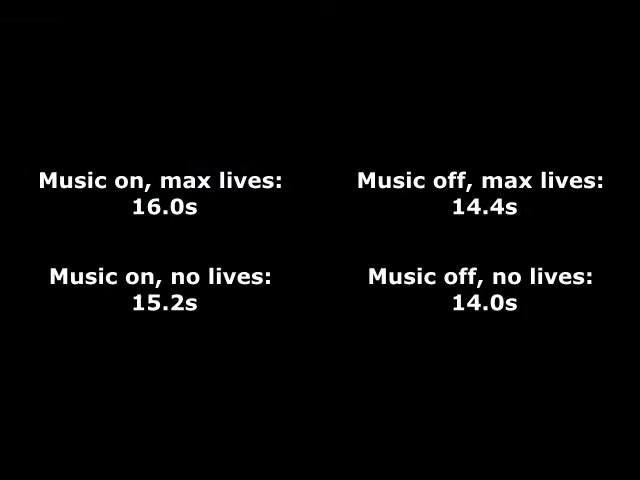 Music on, max lives:
16.0s
Music off, max lives:
14.4s
Music on, no lives:
15.2s
Music off, no lives:
14.0s